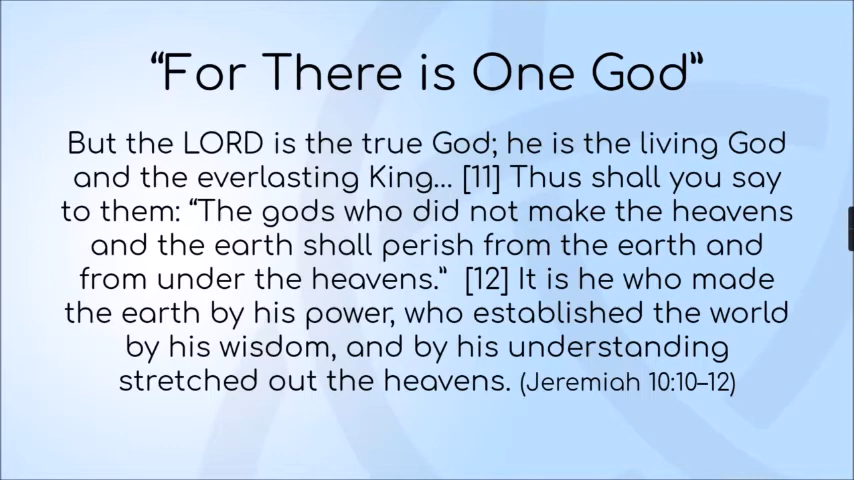 “For There is One God”
But the LORD is the true God; he is the living God
and the everlasting King... [11] Thus shall you say
to them: “The gods who did not make the heavens
and the earth shall perish from the earth and
from under the heavens.”  [12] It is he who made
the earth by his power, who established the world
by his wisdom, and by his understanding
stretched out the heavens. (Jeremiah 10:10–12)